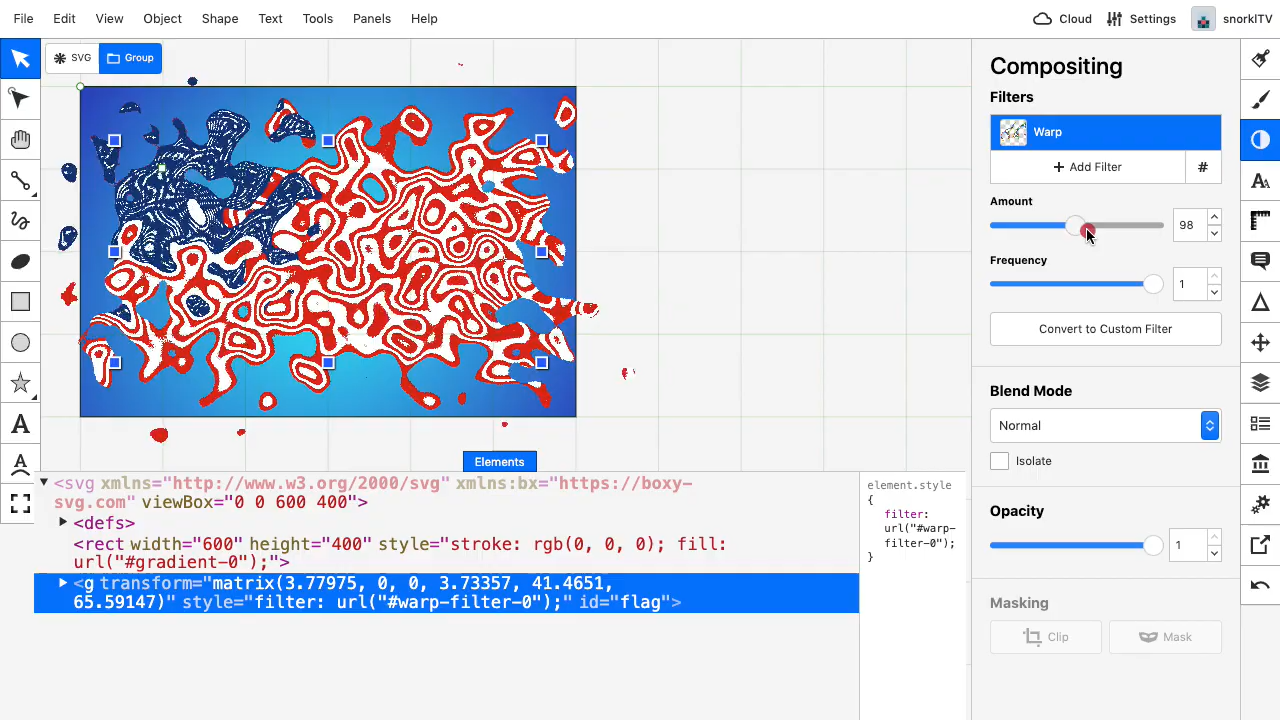 File Edit View Object Shape Text Tools Panels Help Cloud Settings snorklTV
SVG Group
Compositing
Filters
Warp
+ Add Filter #
Amount
98
Frequency
1
Convert to Custom Filter
Blend Mode
Normal
Isolate
Opacity
1
Masking
Clip Mask
Elements
<svg xmlns="http://www.w3.org/2000/svg" xmlns:bx="https://boxy-
svg.com" viewBox="0 0 600 400">
<defs>
<rect width="600" height="400" style="stroke: rgb(0, 0, 0); fill:
url("#gradient-0");">
<g transform="matrix(3.77975, 0, 0, 3.73357, 41.4651,
65.59147)" style="filter: url("#warp-filter-0");" id="flag">
element.style
{
filter:
url("#warp-
filter-0");
}